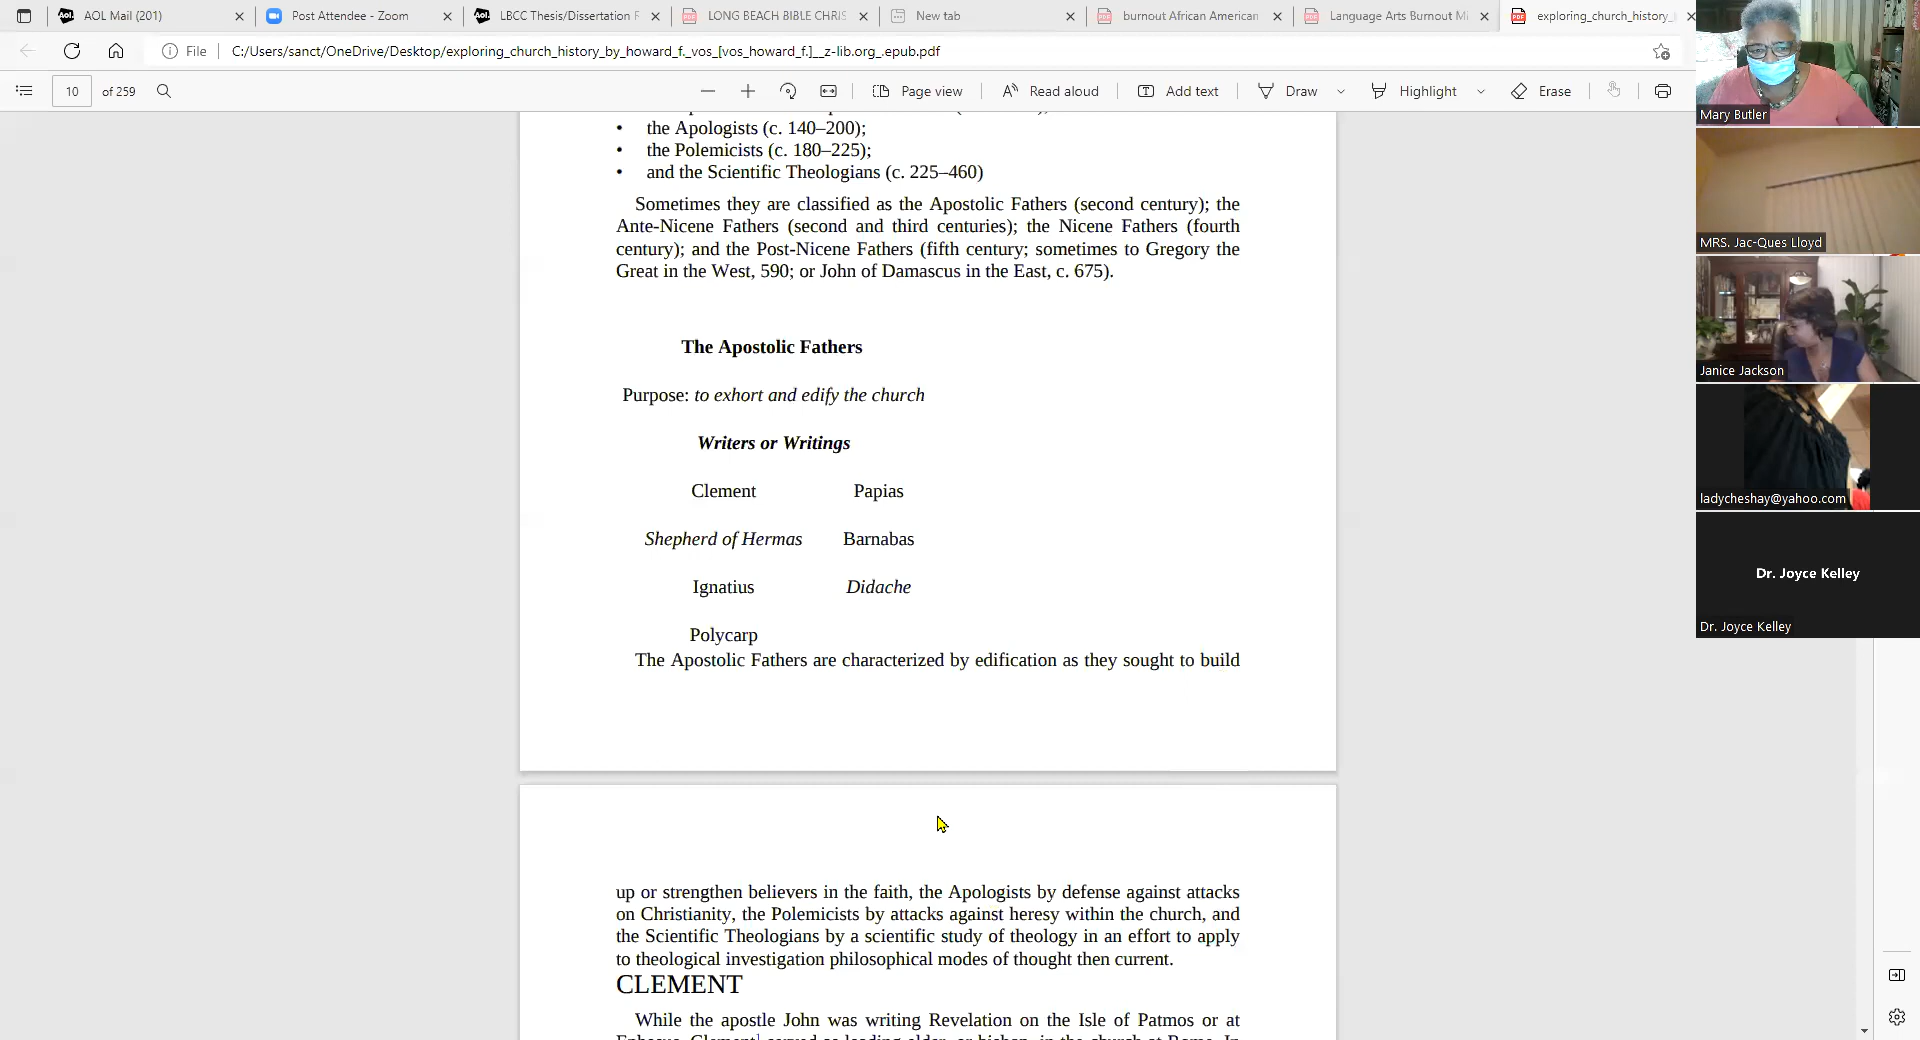 AOL Mail (201)
Post Attendee - Zoom
LBCC Thesis/Dissertation R
LONG BEACH BIBLE CHRIS
New tab
burnout African American
Language Arts Burnout Mi
exploring_church_history_
File
C:/Users/sanct/OneDrive/Desktop/exploring_church_history_by_howard_f._vos_[vos_howard_f.]__z-lib.org_.epub.pdf
10 of 259
Page view
Read aloud
Add text
Draw
Highlight
Erase
• the Apologists (c. 140–200);
• the Polemicists (c. 180–225);
• and the Scientific Theologians (c. 225–460)
Sometimes they are classified as the Apostolic Fathers (second century); the
Ante-Nicene Fathers (second and third centuries); the Nicene Fathers (fourth
century); and the Post-Nicene Fathers (fifth century; sometimes to Gregory the
Great in the West, 590; or John of Damascus in the East, c. 675).
The Apostolic Fathers
Purpose: to exhort and edify the church
Writers or Writings
Clement Papias
Shepherd of Hermas Barnabas
Ignatius Didache
Polycarp
The Apostolic Fathers are characterized by edification as they sought to build
up or strengthen believers in the faith, the Apologists by defense against attacks
on Christianity, the Polemicists by attacks against heresy within the church, and
the Scientific Theologians by a scientific study of theology in an effort to apply
to theological investigation philosophical modes of thought then current.
CLEMENT
While the apostle John was writing Revelation on the Isle of Patmos or at
Mary Butler
MRS. Jac-Ques Lloyd
Janice Jackson
ladycheshay@yahoo.com
Dr. Joyce Kelley
Dr. Joyce Kelley